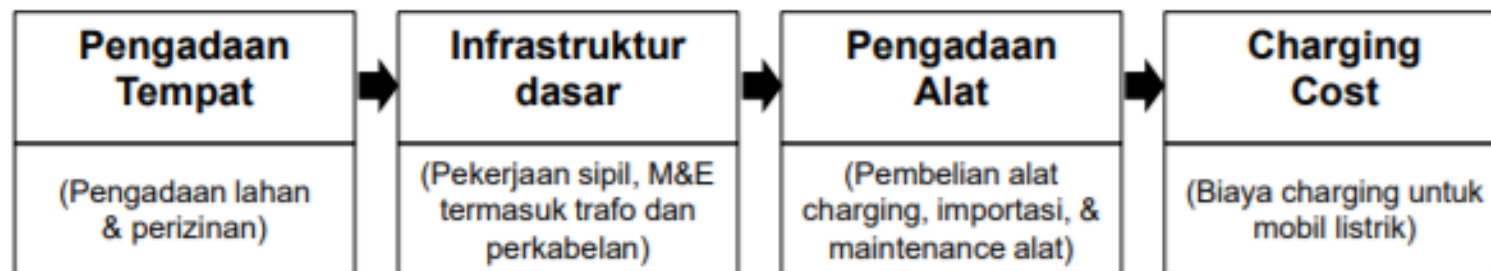 Pengadaan
Tempat
(Pengadaan lahan
& perizinan)
Infrastruktur
dasar
(Pekerjaan sipil, M&E
termasuk trafo dan
perkabelan)
Pengadaan
Alat
(Pembelian alat
charging, importasi, &
maintenance alat)
Charging
Cost
(Biaya charging untuk
mobil listrik)